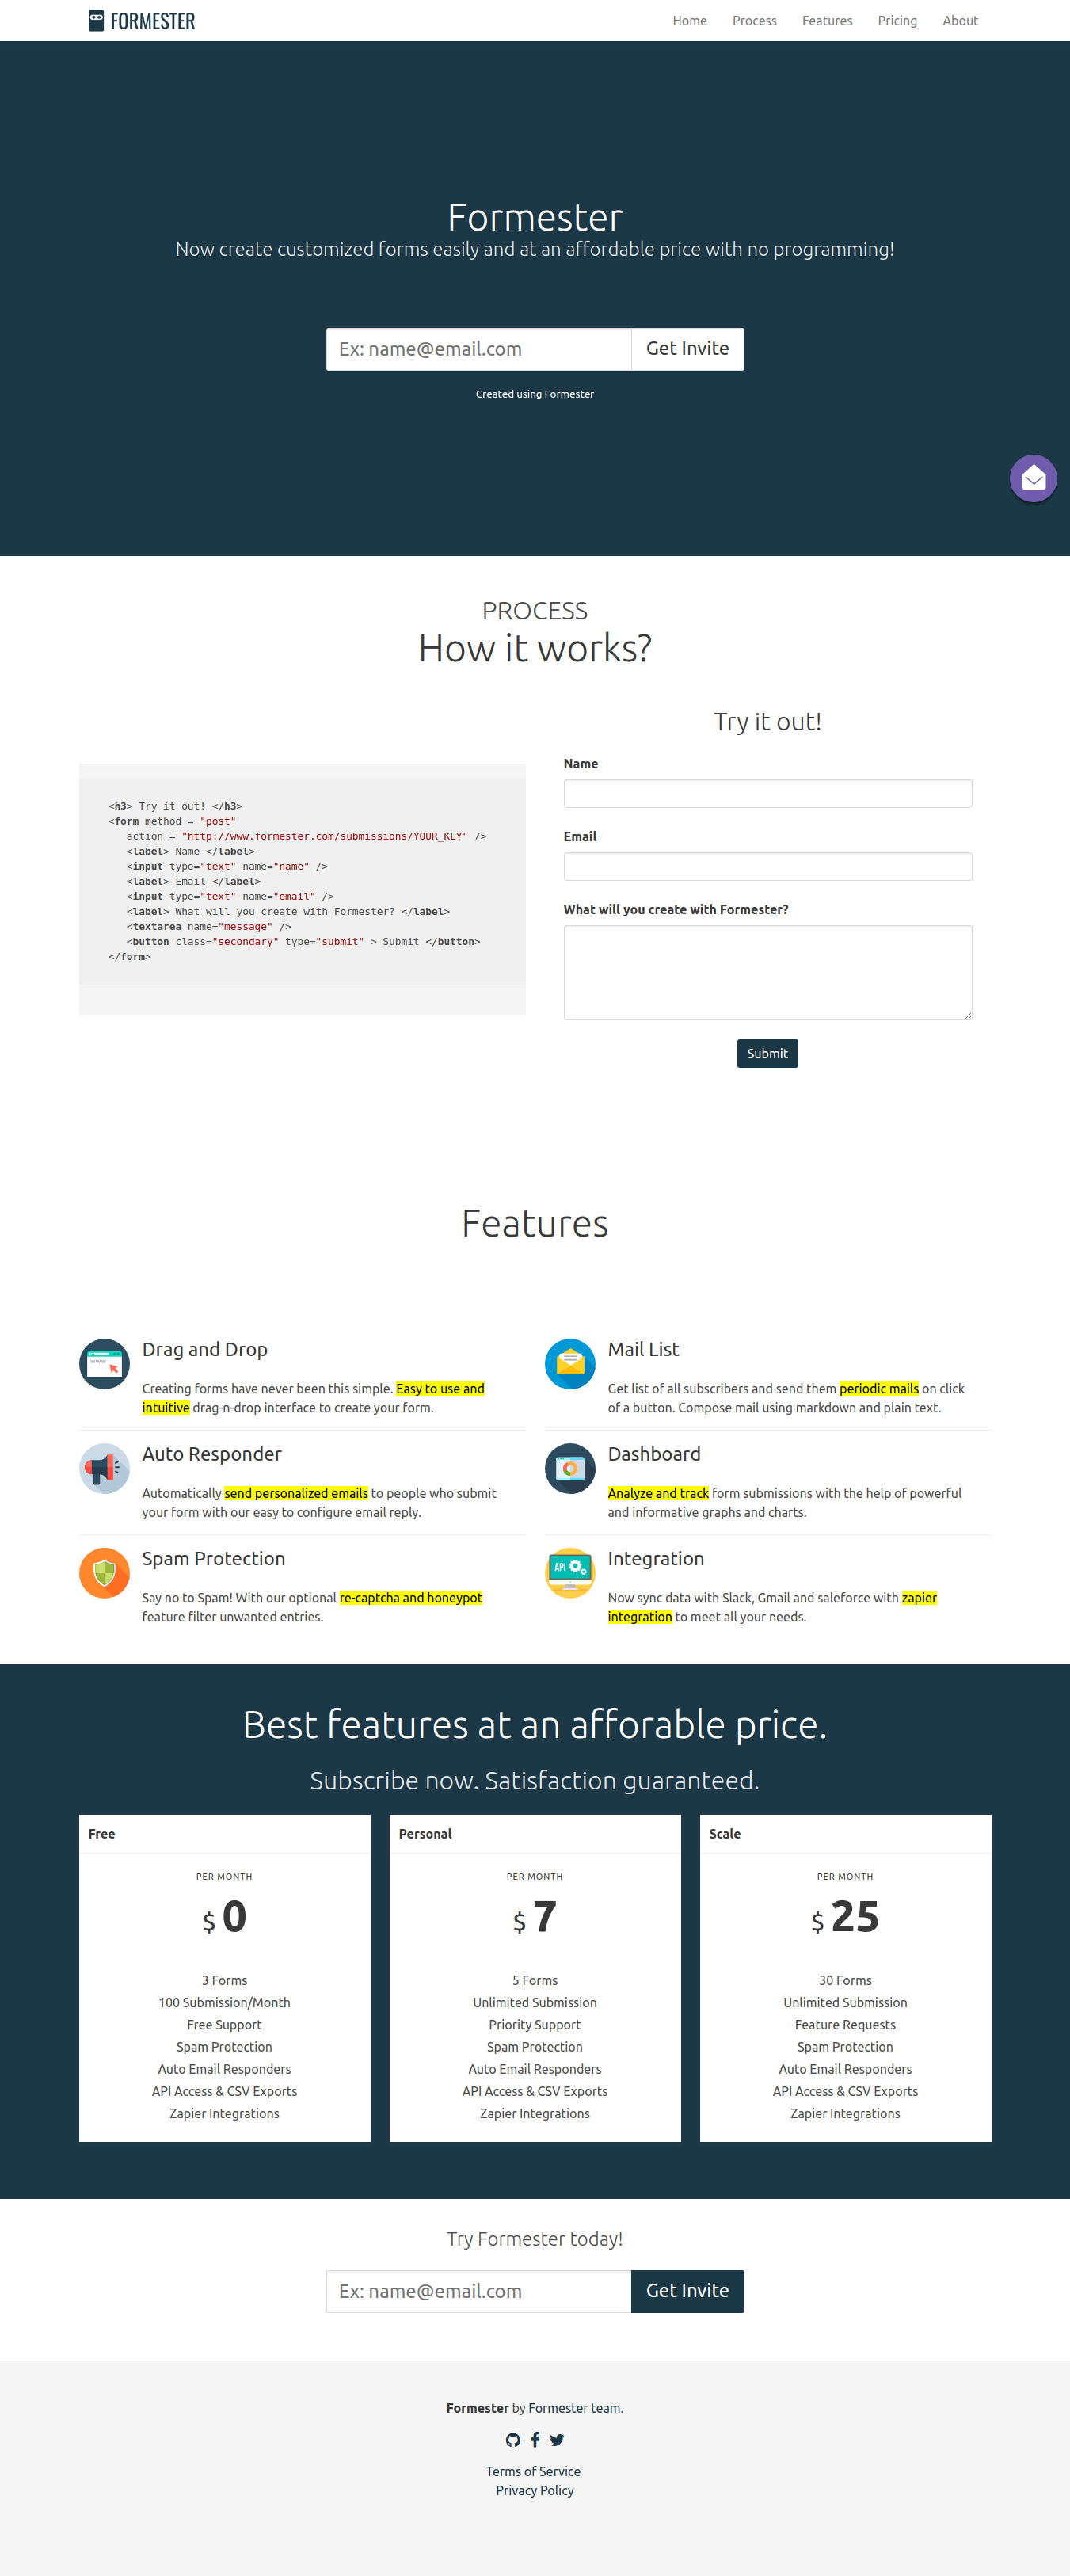 FORMESTER
Home Process Features Pricing About
Formester
Now create customized forms easily and at an affordable price with no programming!
Ex: name@email.com Get Invite
Created using Formester
PROCESS
How it works?
<h3> Try it out! </h3>
<form method = "post"
action = "http://www.formester.com/submissions/YOUR_KEY" />
<label> Name </label>
<input type="text" name="name" />
<label> Email </label>
<input type="text" name="email" />
<label> What will you create with Formester? </label>
<textarea name="message" />
<button class="secondary" type="submit" > Submit </button>
</form>
Try it out!
Name
Email
What will you create with Formester?
Submit
Features
WWW
Drag and Drop
Creating forms have never been this simple. Easy to use and
intuitive drag-n-drop interface to create your form.
Mail List
Get list of all subscribers and send them periodic mails on click
of a button. Compose mail using markdown and plain text.
Auto Responder
Automatically send personalized emails to people who submit
your form with our easy to configure email reply.
Dashboard
Analyze and track form submissions with the help of powerful
and informative graphs and charts.
Spam Protection
Say no to Spam! With our optional re-captcha and honeypot
feature filter unwanted entries.
API
Integration
Now sync data with Slack, Gmail and saleforce with zapier
integration to meet all your needs.
Best features at an afforable price.
Subscribe now. Satisfaction guaranteed.
Free
PER MONTH
$ 0
3 Forms
100 Submission/Month
Free Support
Spam Protection
Auto Email Responders
API Access & CSV Exports
Zapier Integrations
Personal
PER MONTH
$ 7
5 Forms
Unlimited Submission
Priority Support
Spam Protection
Auto Email Responders
API Access & CSV Exports
Zapier Integrations
Scale
PER MONTH
$ 25
30 Forms
Unlimited Submission
Feature Requests
Spam Protection
Auto Email Responders
API Access & CSV Exports
Zapier Integrations
Try Formester today!
Ex: name@email.com Get Invite
Formester by Formester team.
Terms of Service
Privacy Policy